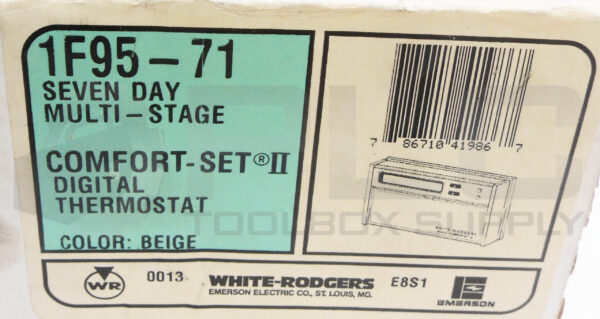 1F95-71
SEVEN DAY
MULTI-STAGE
COMFORT-SET®II
DIGITAL
THERMOSTAT
COLOR: BEIGE
7 86710 41986 7
PLC
TOOLBOX SUPPLY
WR
0013
WHITE-RODGERS
EMERSON ELECTRIC CO., ST. LOUIS, MO.
E8S1
EMERSON